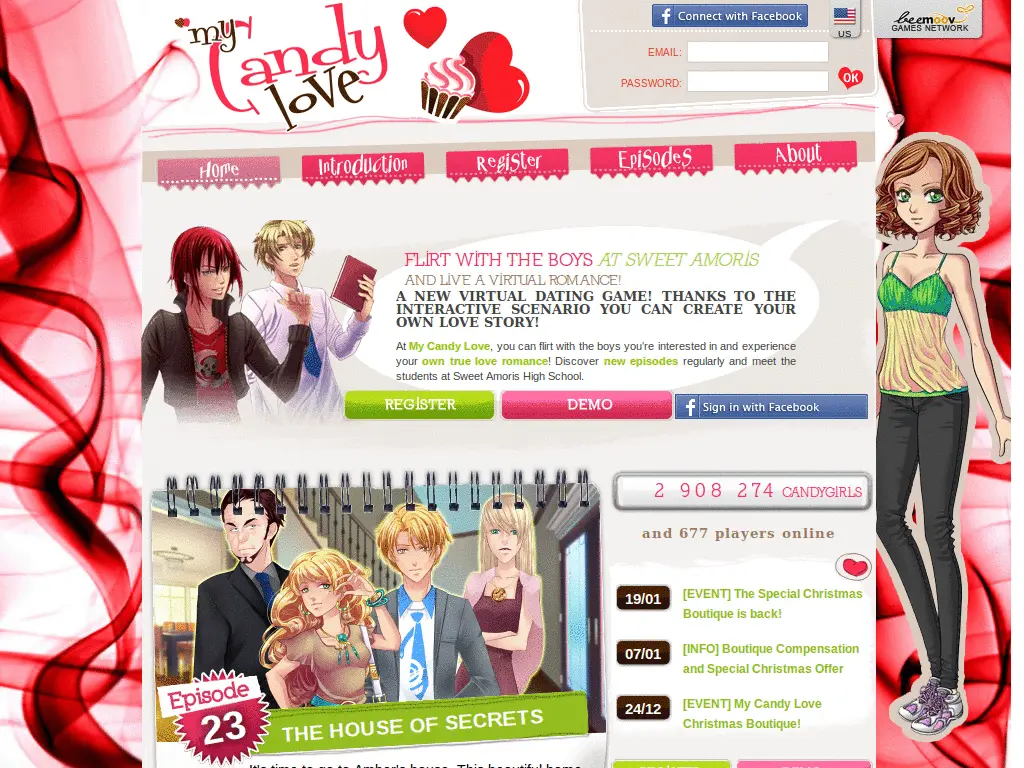 my
Candy
love
Connect with Facebook
US
beemoov
GAMES NETWORK
EMAIL:
PASSWORD:
OK
Home
Introduction
Register
Episodes
About
FLIRT WITH THE BOYS AT SWEET AMORIS
AND LIVE A VIRTUAL ROMANCE!
A NEW VIRTUAL DATING GAME! THANKS TO THE
INTERACTIVE SCENARIO YOU CAN CREATE YOUR
OWN LOVE STORY!
At My Candy Love, you can flirt with the boys you're interested in and experience
your own true love romance! Discover new episodes regularly and meet the
students at Sweet Amoris High School.
REGISTER
DEMO
Sign in with Facebook
2 908 274 CANDYGIRLS
and 677 players online
19/01
[EVENT] The Special Christmas
Boutique is back!
07/01
[INFO] Boutique Compensation
and Special Christmas Offer
24/12
[EVENT] My Candy Love
Christmas Boutique!
Episode
23
THE HOUSE OF SECRETS
It's time to go to Amber's house. This beautiful home
REGISTER
DEMO